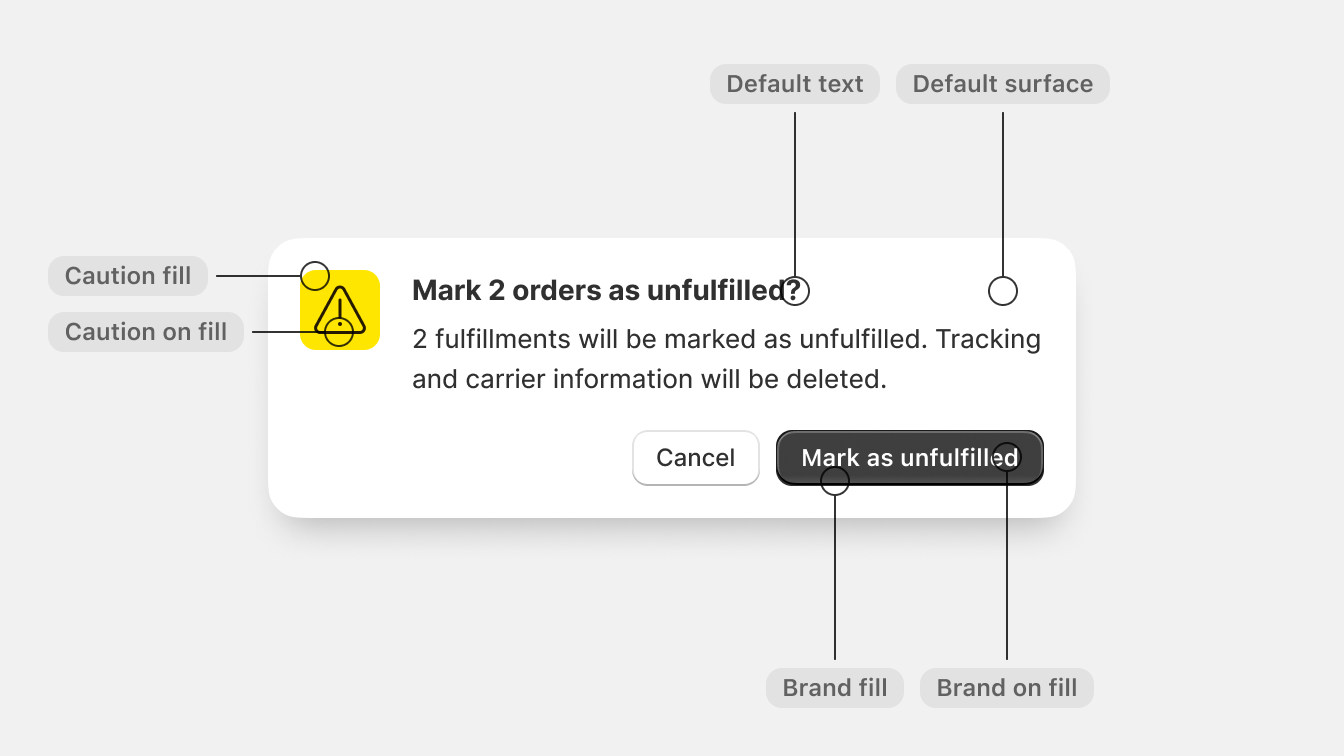 Default text
Default surface
Caution fill
Caution on fill
Mark 2 orders as unfulfilled?
2 fulfillments will be marked as unfulfilled. Tracking
and carrier information will be deleted.
Cancel
Mark as unfulfilled
Brand fill
Brand on fill